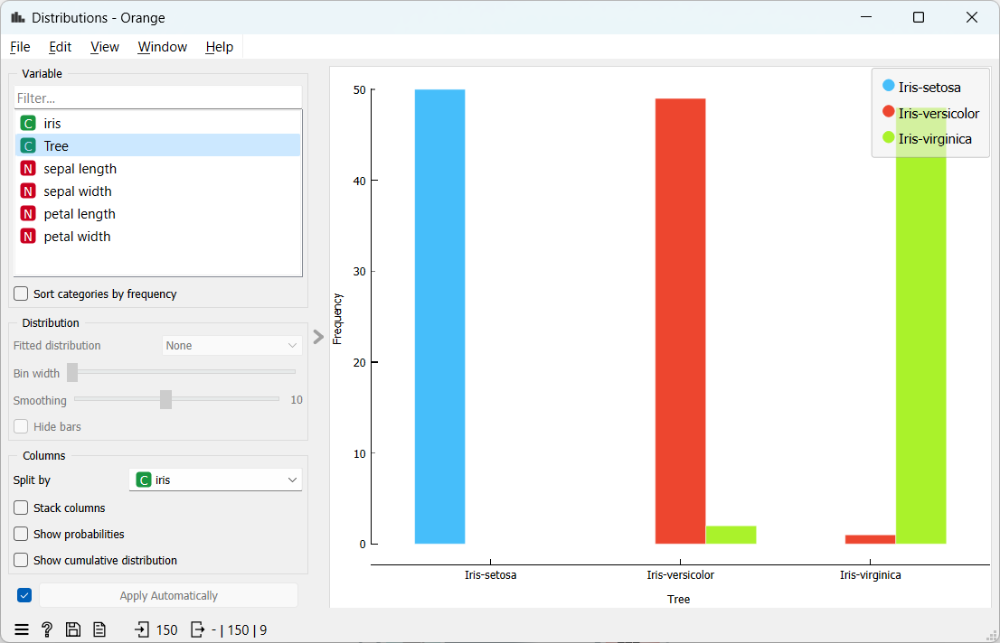 Distributions - Orange
File Edit View Window Help
Variable
Filter...
C iris
C Tree
N sepal length
N sepal width
N petal length
N petal width
Sort categories by frequency
Distribution
Fitted distribution None
Bin width
Smoothing 10
Hide bars
Columns
Split by C iris
Stack columns
Show probabilities
Show cumulative distribution
Apply Automatically
? 150 - | 150 | 9
Iris-setosa
Iris-versicolor
Iris-virginica
50
40
30
20
10
0
Frequency
Iris-setosa Iris-versicolor Iris-virginica
Tree